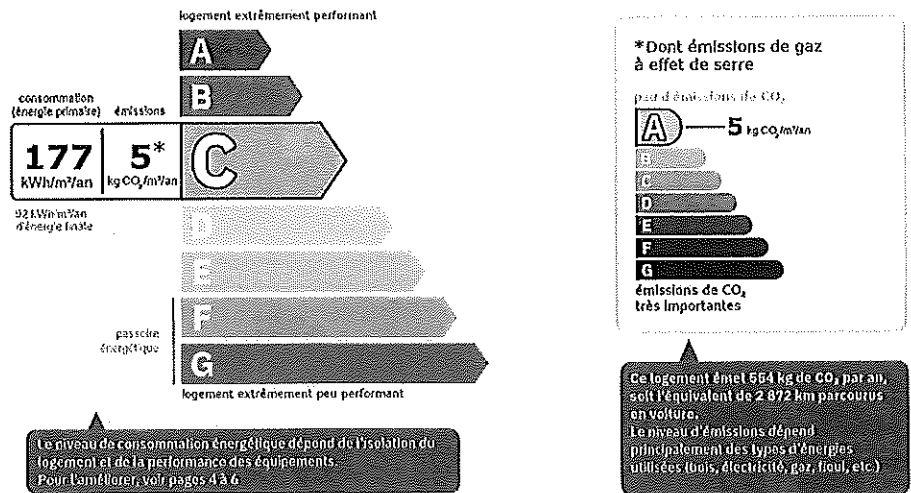 logement extrêmement performant
A
B
consommation
(énergie primaire)
émissions
177
kWh/m²/an
5*
kg CO₂/m²/an
C
92 kWh/m²/an
d'énergie finale
D
E
F
G
passoire
énergétique
logement extrêmement peu performant
Le niveau de consommation énergétique dépend de l'isolation du
logement et de la performance des équipements.
Pour l'améliorer, voir pages 4 à 6
*Dont émissions de gaz
à effet de serre
peu d'émissions de CO₂
A
5 kg CO₂/m²/an
B
C
D
E
F
G
émissions de CO₂
très importantes
Ce logement émet 554 kg de CO₂ par an,
soit l'équivalent de 2 872 km parcourus
en voiture.
Le niveau d'émissions dépend
principalement des types d'énergies
utilisées (bois, électricité, gaz, fioul, etc.)